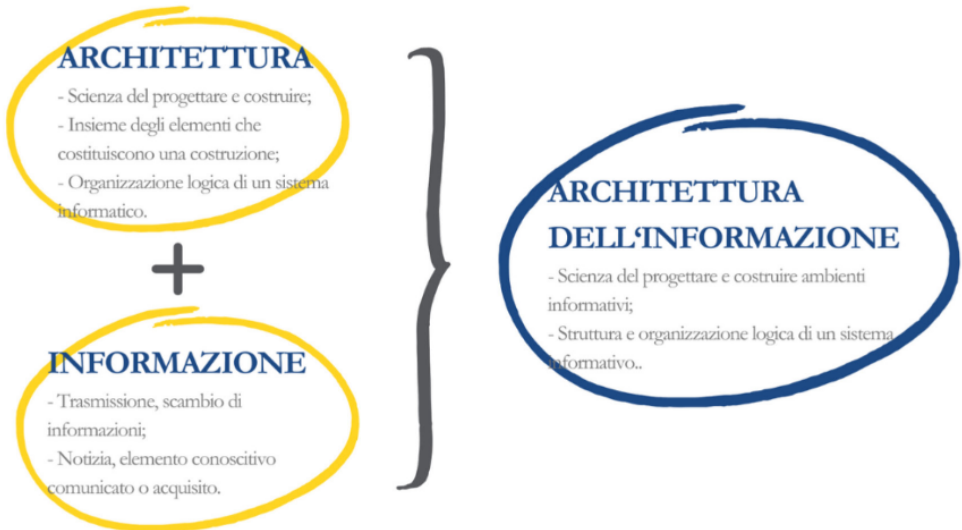 ARCHITETTURA
- Scienza del progettare e costruire;
- Insieme degli elementi che
costituiscono una costruzione;
- Organizzazione logica di un sistema
informatico.
+
INFORMAZIONE
- Trasmissione, scambio di
informazioni;
- Notizia, elemento conoscitivo
comunicato o acquisito.
ARCHITETTURA
DELL‘INFORMAZIONE
- Scienza del progettare e costruire ambienti
informativi;
- Struttura e organizzazione logica di un sistema
informativo..